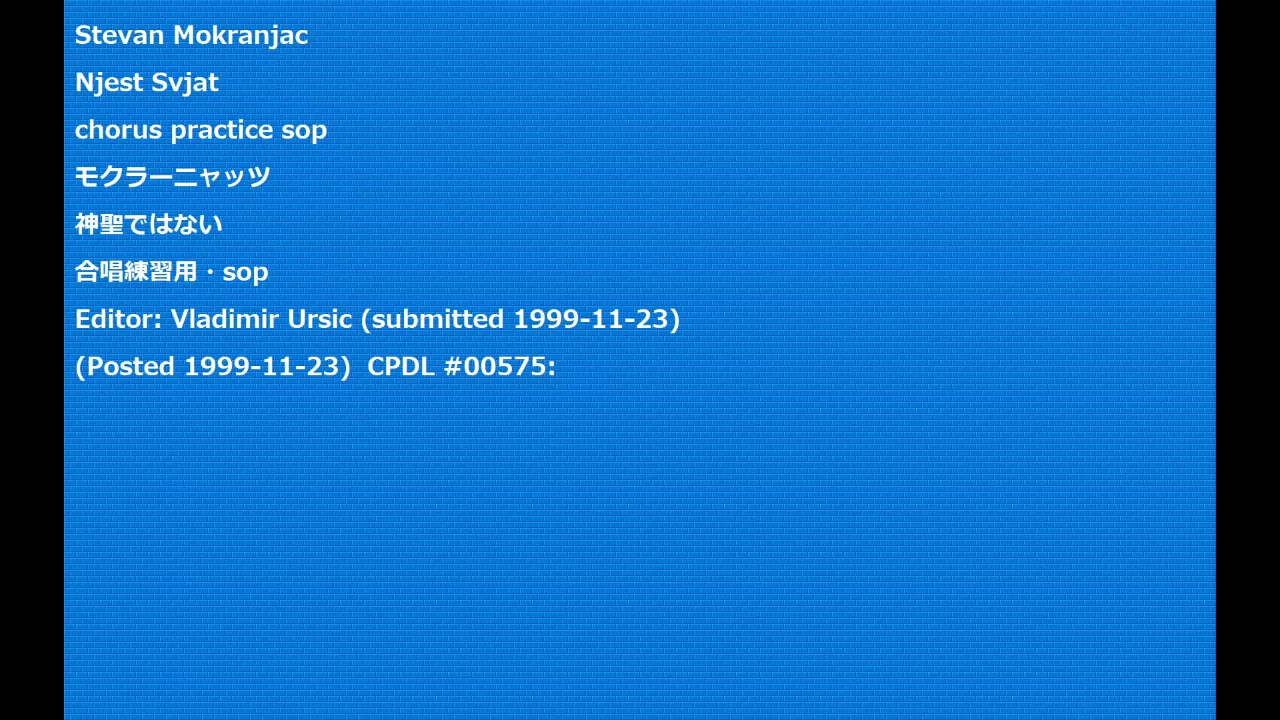 Stevan Mokranjac
Njest Svjat
chorus practice sop
モクラーニャッツ
神聖ではない
合唱練習用・sop
Editor: Vladimir Ursic (submitted 1999-11-23)
(Posted 1999-11-23)  CPDL #00575: